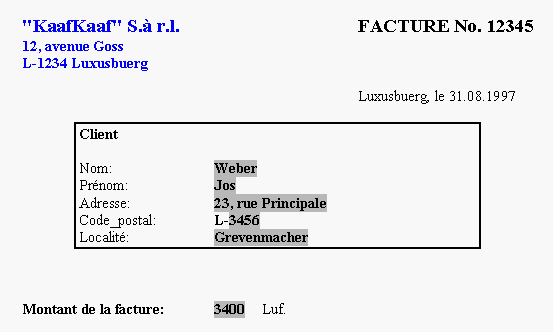 "KaafKaaf" S.à r.l. FACTURE No. 12345
12, avenue Goss
L-1234 Luxusbuerg
Luxusbuerg, le 31.08.1997
Client
Nom: Weber
Prénom: Jos
Adresse: 23, rue Principale
Code_postal: L-3456
Localité: Grevenmacher
Montant de la facture: 3400 Luf.